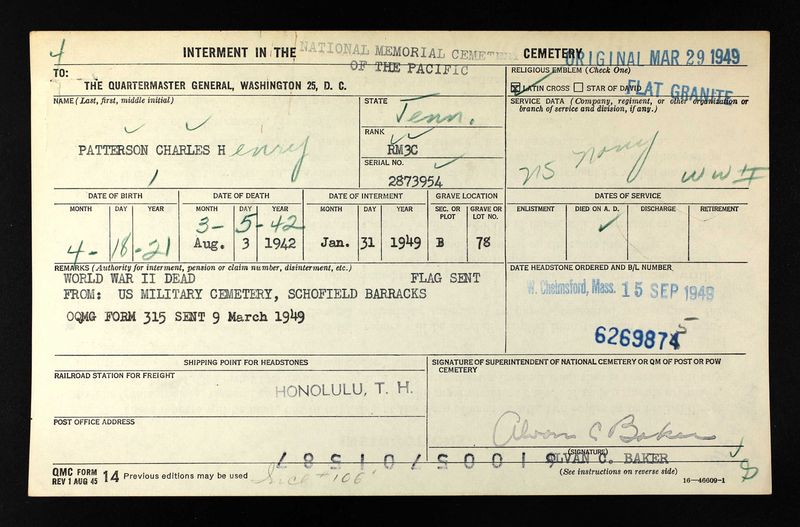 4
INTERMENT IN THE NATIONAL MEMORIAL CEMETERY CEMETERY
OF THE PACIFIC
ORIGINAL MAR 29 1949
TO:
THE QUARTERMASTER GENERAL, WASHINGTON 25, D. C.
RELIGIOUS EMBLEM (Check One)
☒ LATIN CROSS ☐ STAR OF DAVID
FLAT GRANITE
NAME (Last, first, middle initial)
PATTERSON CHARLES H enry
STATE
Tenn.
RANK
RM3C
SERIAL NO.
2873954
SERVICE DATA (Company, regiment, or other organization or
branch of service and division, if any.)
US Navy
WW II
DATE OF BIRTH
MONTH DAY YEAR
4- 18-21
DATE OF DEATH
MONTH DAY YEAR
3- 5-42
Aug. 3 1942
DATE OF INTERMENT
MONTH DAY YEAR
Jan. 31 1949
GRAVE LOCATION
SEC. OR PLOT
GRAVE OR LOT NO.
B 78
DATES OF SERVICE
ENLISTMENT DIED ON A. D. DISCHARGE RETIREMENT
REMARKS (Authority for interment, pension or claim number, disinterment, etc.)
WORLD WAR II DEAD FLAG SENT
FROM: US MILITARY CEMETERY, SCHOFIELD BARRACKS
OQMG FORM 315 SENT 9 March 1949
DATE HEADSTONE ORDERED AND B/L NUMBER
W. Chelmsford, Mass. 15 SEP 1949
6269874
5
SHIPPING POINT FOR HEADSTONES
RAILROAD STATION FOR FREIGHT
HONOLULU, T. H.
POST OFFICE ADDRESS
SIGNATURE OF SUPERINTENDENT OF NATIONAL CEMETERY OR QM OF POST OR POW
CEMETERY
Alvan C Baker
(SIGNATURE)
ALVAN C. BAKER
(See instructions on reverse side)
QMC FORM
REV 1 AUG 45 14 Previous editions may be used
16—46609-1